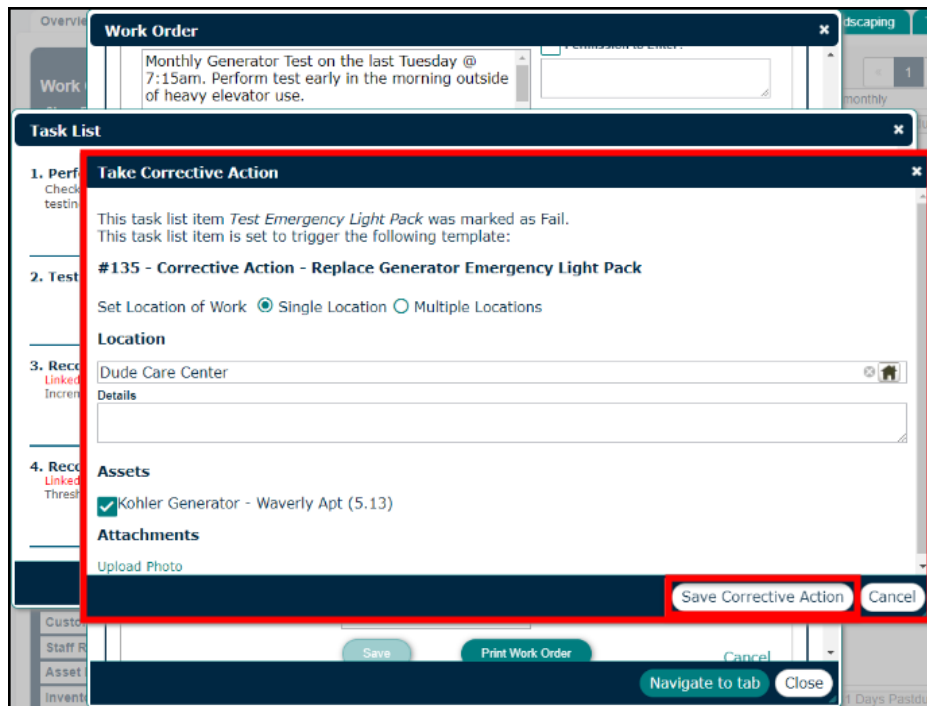 Overvie
Work Order
dscaping
Monthly Generator Test on the last Tuesday @
7:15am. Perform test early in the morning outside
of heavy elevator use.
Work
1
monthly
Task List
1. Perf
Check
testin
2. Test
3. Reco
Linked
Increm
4. Reco
Linked
Thresh
Take Corrective Action
This task list item Test Emergency Light Pack was marked as Fail.
This task list item is set to trigger the following template:
#135 - Corrective Action - Replace Generator Emergency Light Pack
Set Location of Work Single Location Multiple Locations
Location
Dude Care Center
Details
Assets
Kohler Generator - Waverly Apt (5.13)
Attachments
Upload Photo
Save Corrective Action Cancel
Custo
Staff R
Asset
Invent
Save Print Work Order Cancel
Navigate to tab Close
1 Days Pastdu